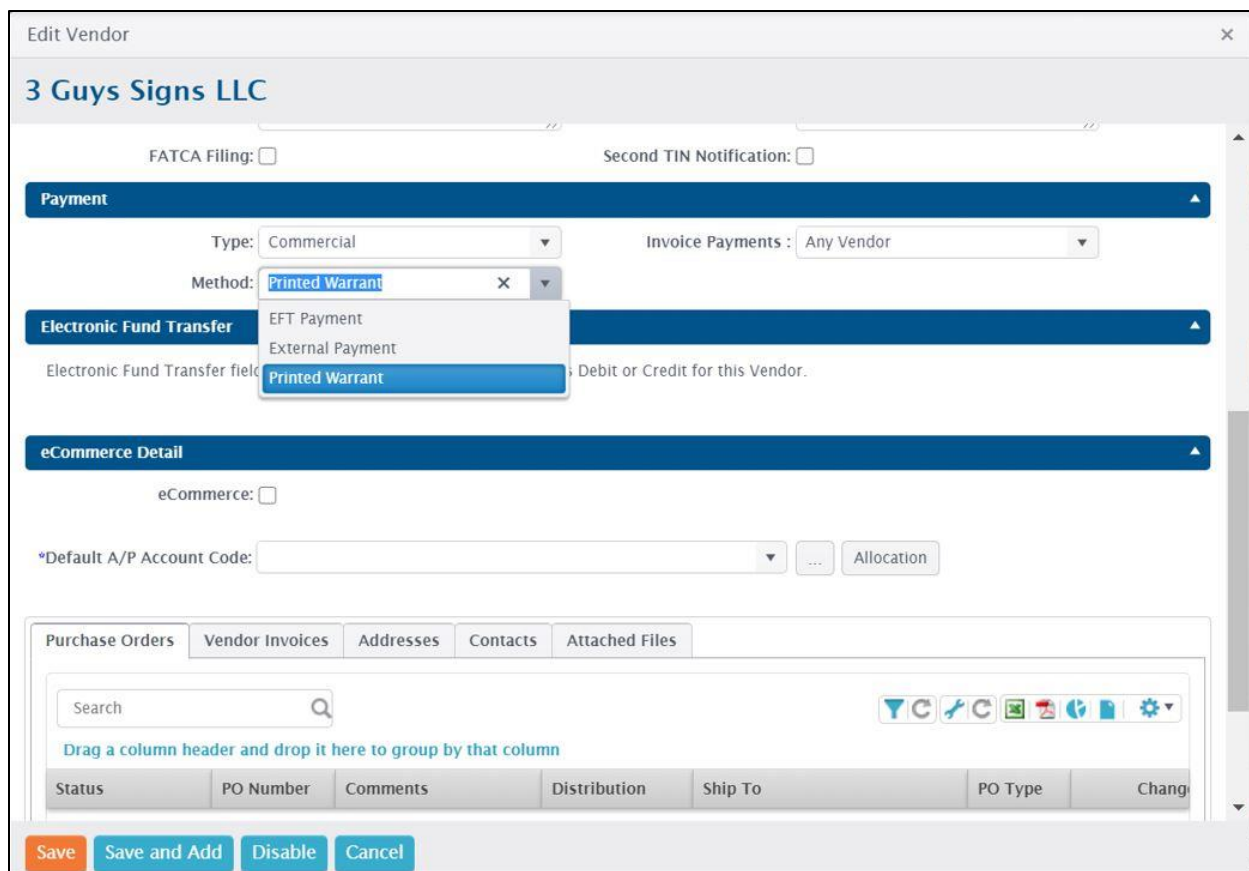 Edit Vendor
3 Guys Signs LLC
FATCA Filing: Second TIN Notification:
Payment
Type: Commercial Invoice Payments : Any Vendor
Method: Printed Warrant
EFT Payment
Electronic Fund Transfer
External Payment
Electronic Fund Transfer Printed Warrant Debit or Credit for this Vendor.
eCommerce Detail
eCommerce:
*Default A/P Account Code: ... Allocation
Purchase Orders Vendor Invoices Addresses Contacts Attached Files
Search
Drag a column header and drop it here to group by that column
Status PO Number Comments Distribution Ship To PO Type Chang
Save Save and Add Disable Cancel